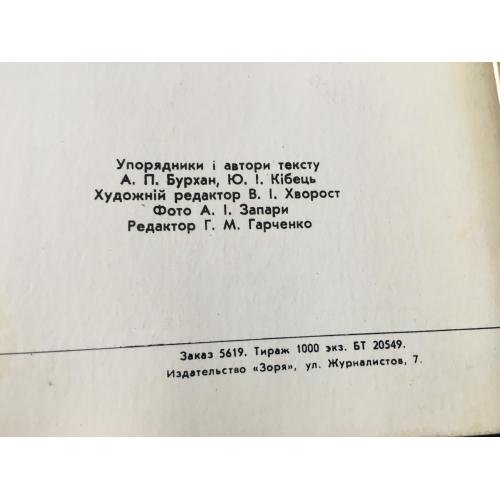 Упорядники і автори тексту
А. П. Бурхан, Ю. І. Кібець
Художній редактор В. І. Хворост
Фото А. І. Запари
Редактор Г. М. Гарченко
Заказ 5619. Тираж 1000 экз. БТ 20549.
Издательство «Зоря», ул. Журналистов, 7.